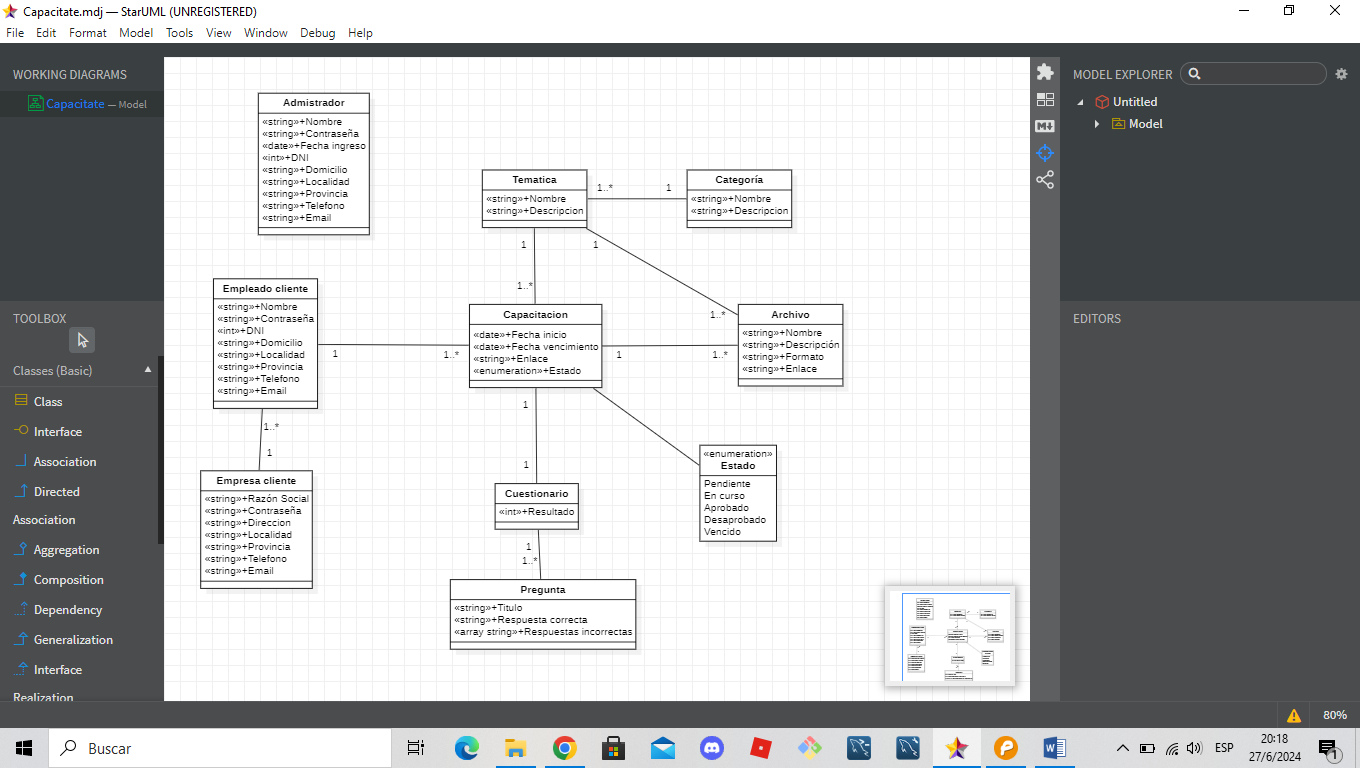 Capacitate.mdj — StarUML (UNREGISTERED)
File Edit Format Model Tools View Window Debug Help
WORKING DIAGRAMS
Capacitate — Model
TOOLBOX
Classes (Basic)
Class
Interface
Association
Directed
Association
Aggregation
Composition
Dependency
Generalization
Interface
Realization
Admistrador
«string»+Nombre
«string»+Contraseña
«date»+Fecha ingreso
«int»+DNI
«string»+Domicilio
«string»+Localidad
«string»+Provincia
«string»+Telefono
«string»+Email
Tematica
«string»+Nombre
«string»+Descripcion
1..*
1
Categoría
«string»+Nombre
«string»+Descripcion
1
1
1..*
1..*
Empleado cliente
«string»+Nombre
«string»+Contraseña
«int»+DNI
«string»+Domicilio
«string»+Localidad
«string»+Provincia
«string»+Telefono
«string»+Email
1
1..*
Capacitacion
«date»+Fecha inicio
«date»+Fecha vencimiento
«string»+Enlace
«enumeration»+Estado
1
1..*
Archivo
«string»+Nombre
«string»+Descripción
«string»+Formato
«string»+Enlace
1..*
1
Empresa cliente
«string»+Razón Social
«string»+Contraseña
«string»+Direccion
«string»+Localidad
«string»+Provincia
«string»+Telefono
«string»+Email
1
1
Cuestionario
«int»+Resultado
1
1..*
Pregunta
«string»+Titulo
«string»+Respuesta correcta
«array string»+Respuestas incorrectas
«enumeration»
Estado
Pendiente
En curso
Aprobado
Desaprobado
Vencido
MODEL EXPLORER
Untitled
Model
EDITORS
80%
Buscar
ESP
20:18
27/6/2024
1